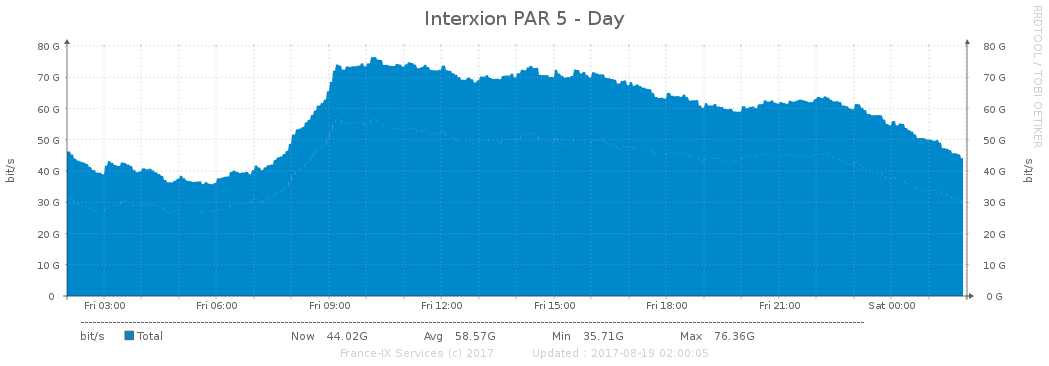 Interxion PAR 5 - Day
RRDTOOL / TOBI OETIKER
bit/s
80 G
70 G
60 G
50 G
40 G
30 G
20 G
10 G
0
80 G
70 G
60 G
50 G
40 G
30 G
20 G
10 G
0 G
bit/s
Fri 03:00 Fri 06:00 Fri 09:00 Fri 12:00 Fri 15:00 Fri 18:00 Fri 21:00 Sat 00:00
bit/s Total Now 44.02G Avg 58.57G Min 35.71G Max 76.36G
France-IX Services (c) 2017 Updated : 2017-08-19 02:00:05